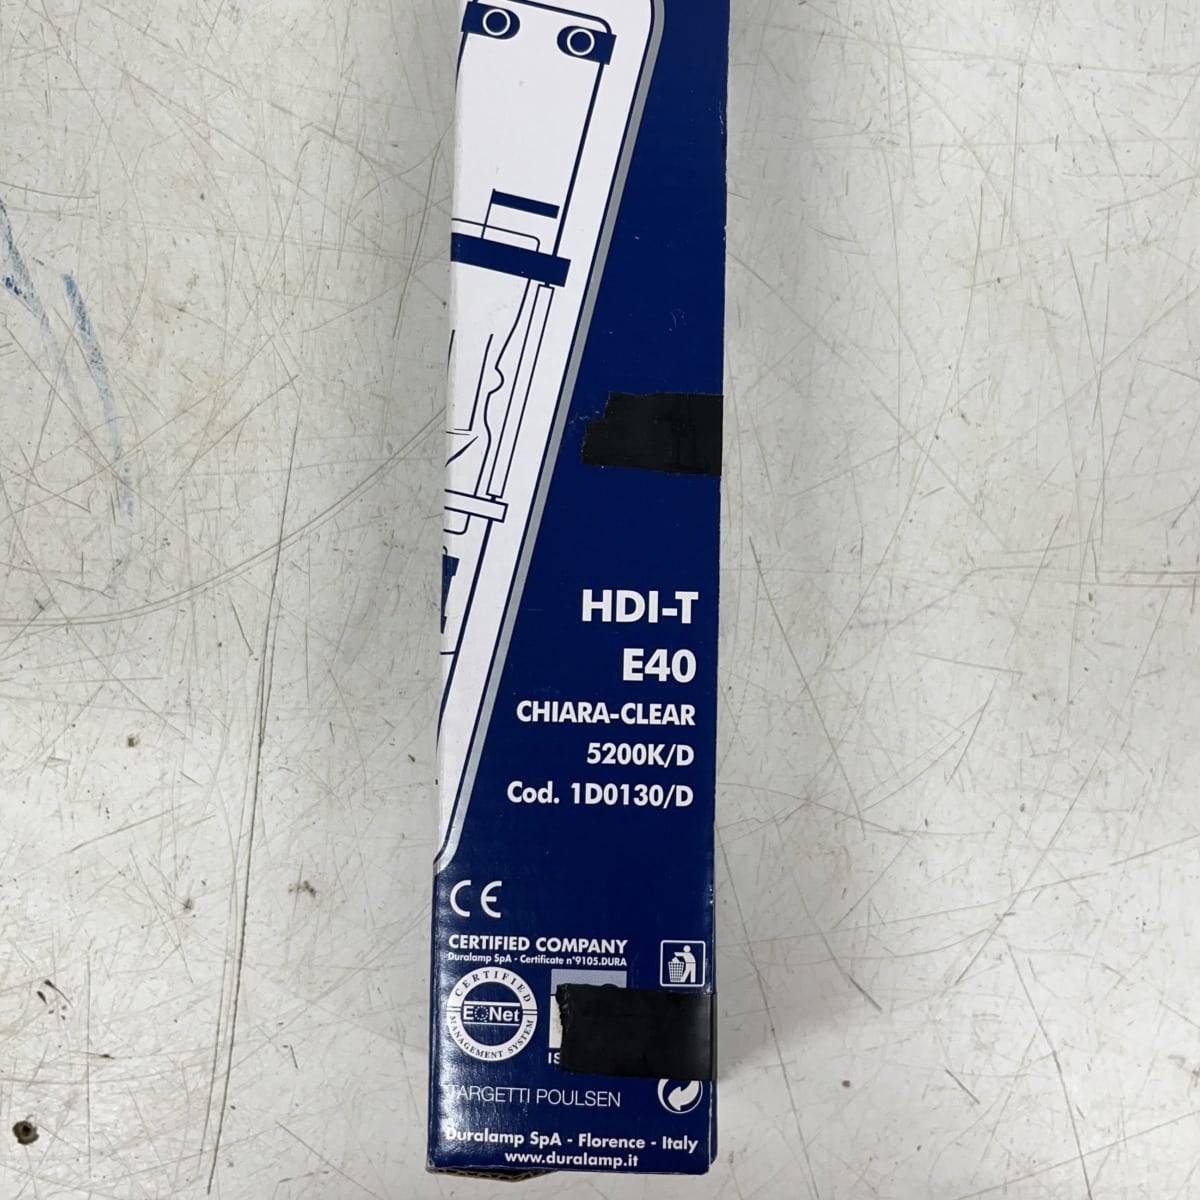 HDI-T
E40
CHIARA-CLEAR
5200K/D
Cod. 1D0130/D
CE
CERTIFIED COMPANY
Duralamp SpA - Certificate n°9105.DURA
CERTIFIED
E Net
MANAGEMENT SYSTEM
TARGETTI POULSEN
Duralamp SpA - Florence - Italy
www.duralamp.it